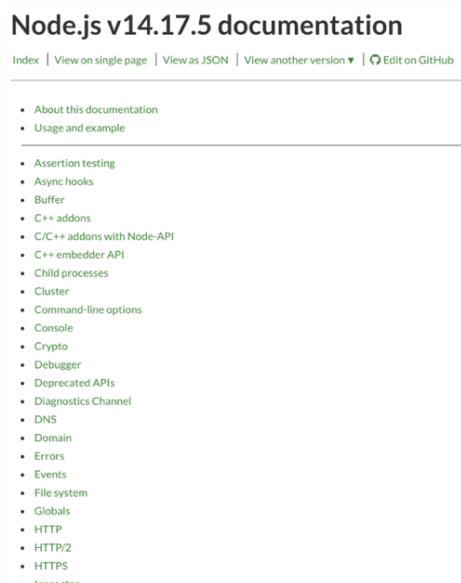 Node.js v14.17.5 documentation
Index | View on single page | View as JSON | View another version ▼ | Edit on GitHub
• About this documentation
• Usage and example
• Assertion testing
• Async hooks
• Buffer
• C++ addons
• C/C++ addons with Node-API
• C++ embedder API
• Child processes
• Cluster
• Command-line options
• Console
• Crypto
• Debugger
• Deprecated APIs
• Diagnostics Channel
• DNS
• Domain
• Errors
• Events
• File system
• Globals
• HTTP
• HTTP/2
• HTTPS